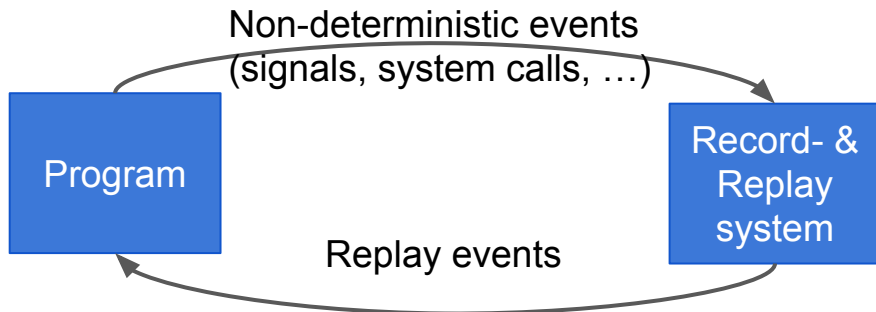 Non-deterministic events
(signals, system calls, …)
Program
Record- &
Replay
system
Replay events